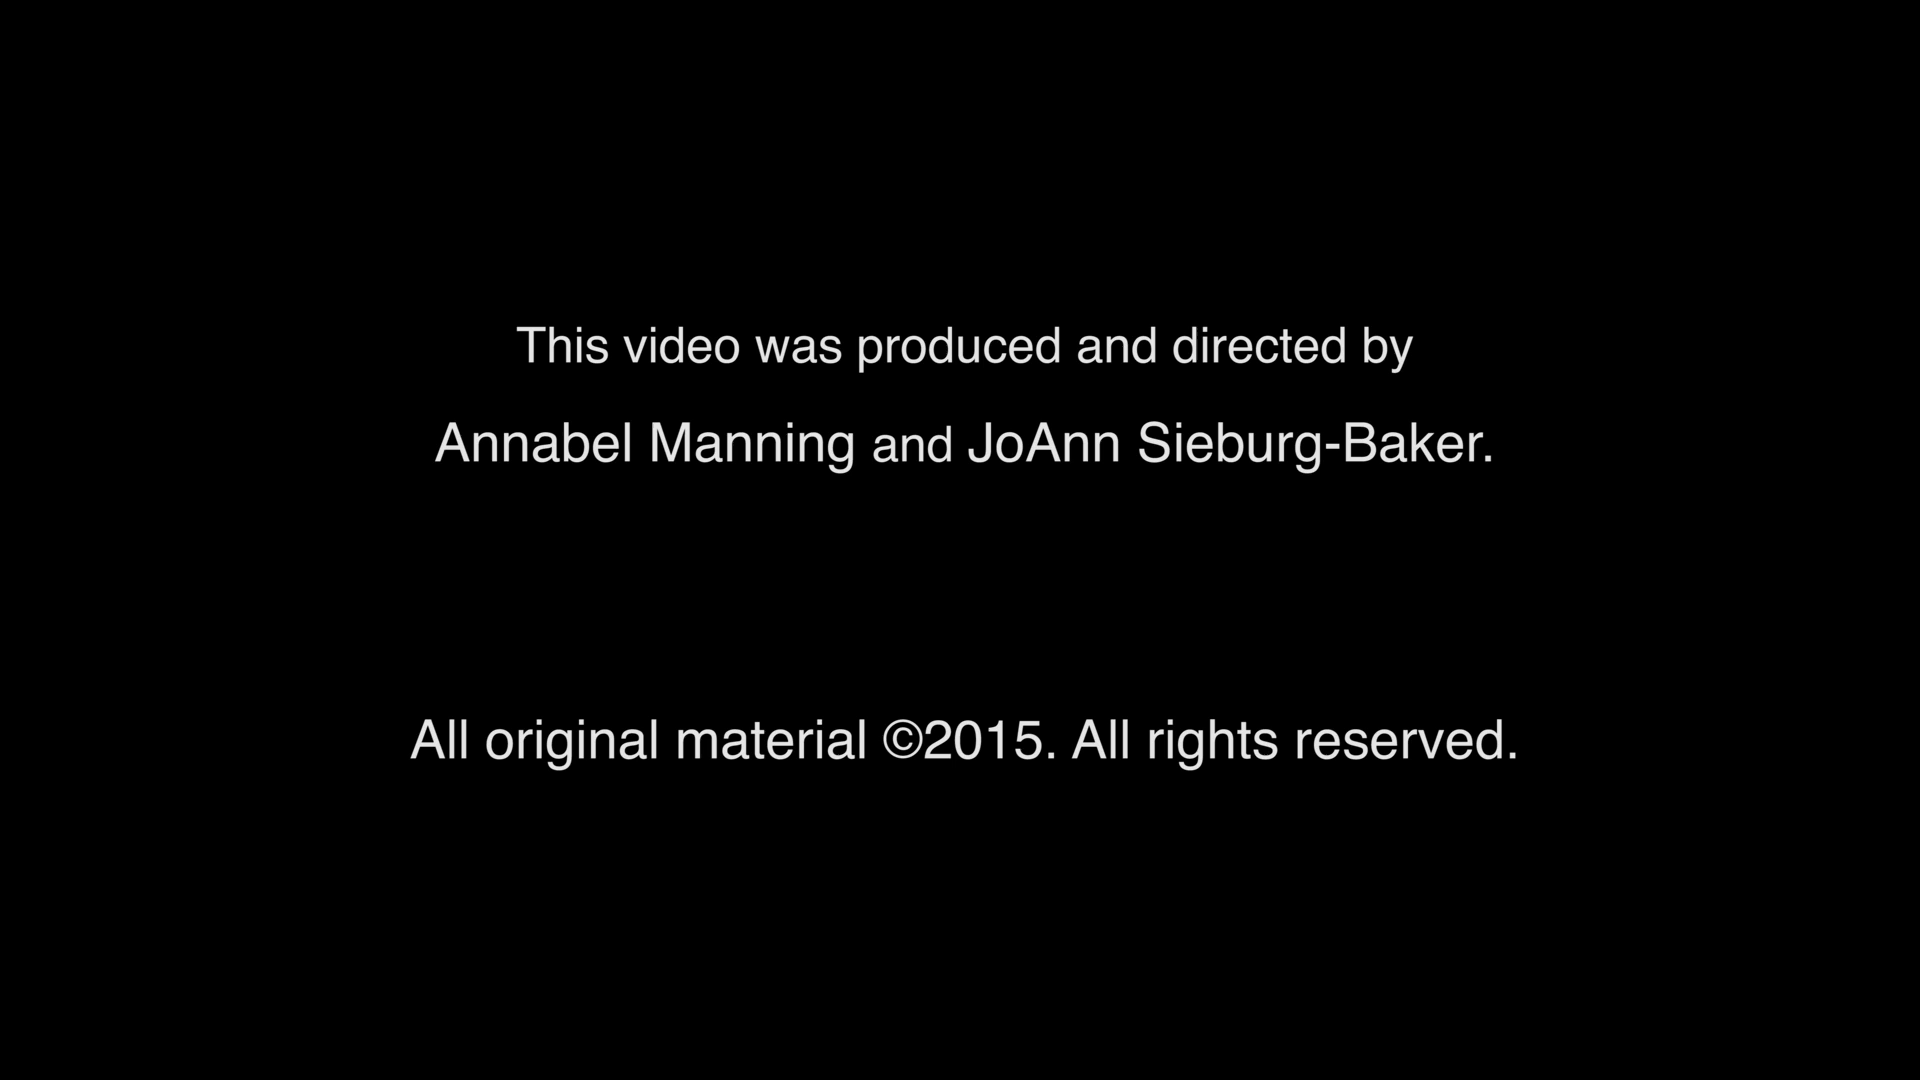 This video was produced and directed by
Annabel Manning and JoAnn Sieburg-Baker.
All original material ©2015. All rights reserved.